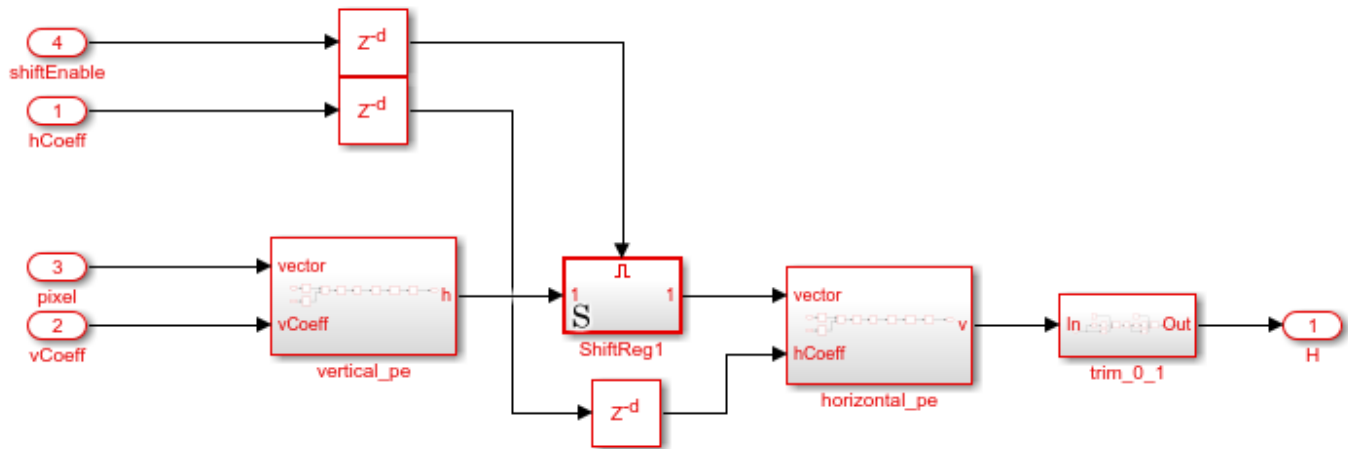 4
shiftEnable
Z-d
1
hCoeff
Z-d
3
pixel
2
vCoeff
vector
vCoeff
h
vertical_pe
1
1
S
ShiftReg1
Z-d
vector
hCoeff
v
horizontal_pe
In
Out
trim_0_1
1
H